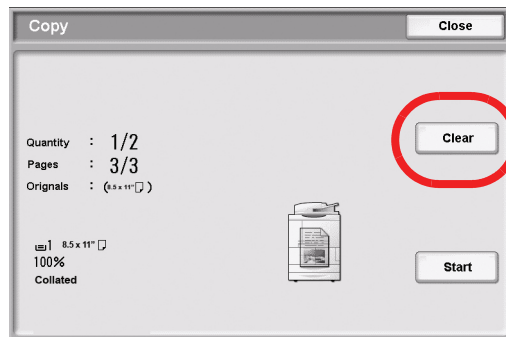 Copy
Close
Clear
Quantity : 1/2
Pages : 3/3
Orignals : (8.5 x 11")
1 8.5 x 11"
100%
Collated
Start